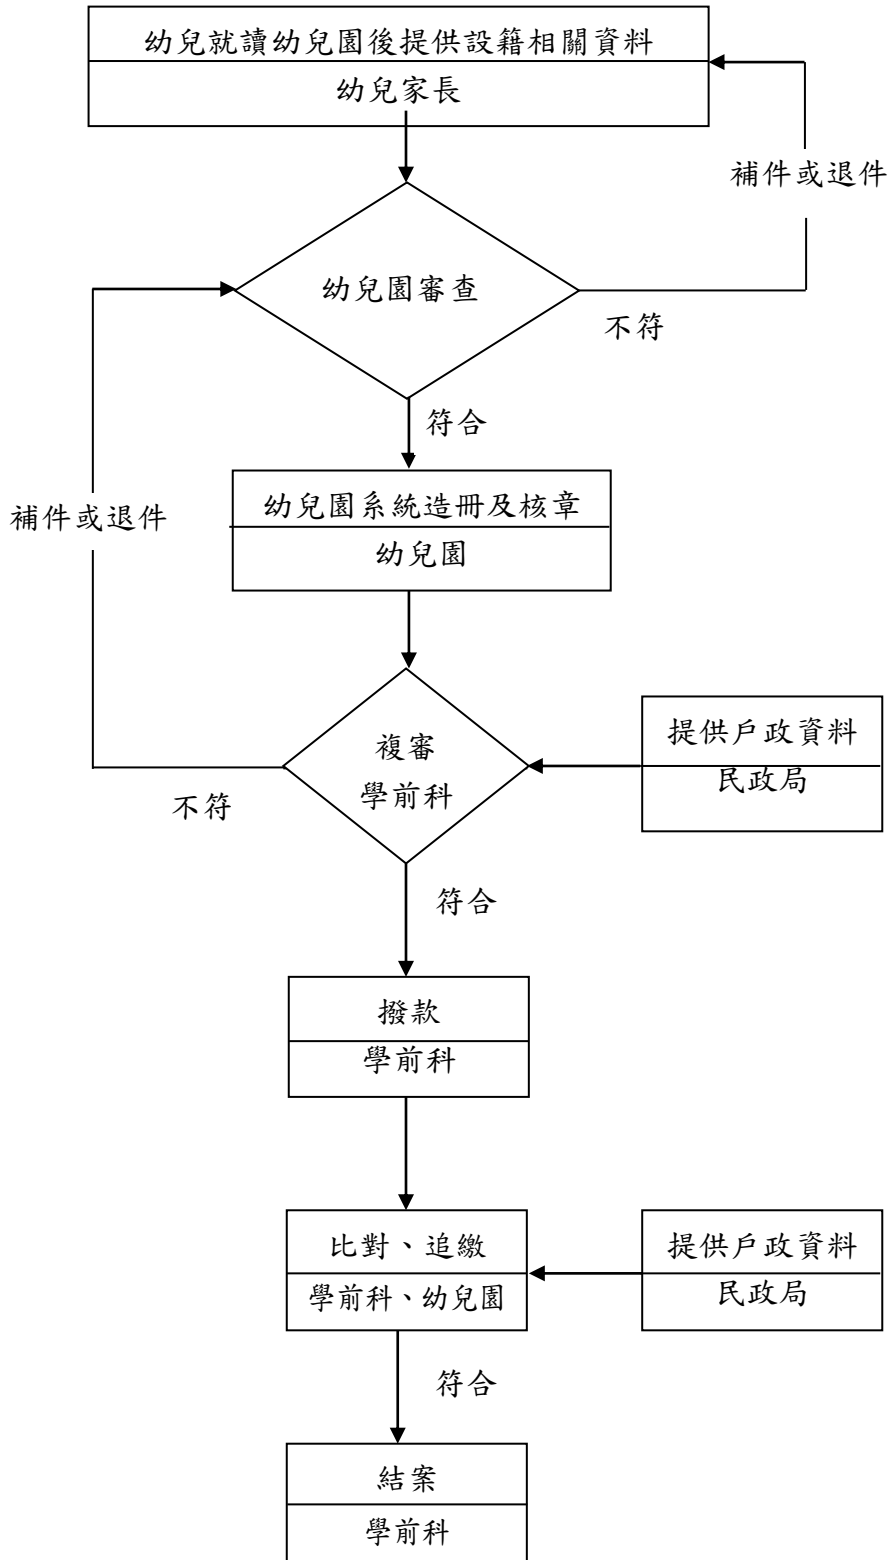 幼兒就讀幼兒園後提供設籍相關資料
幼兒家長
補件或退件
幼兒園審查
不符
符合
幼兒園系統造冊及核章
幼兒園
補件或退件
複審
學前科
提供戶政資料
民政局
不符
符合
撥款
學前科
比對、追繳
學前科、幼兒園
提供戶政資料
民政局
符合
結案
學前科